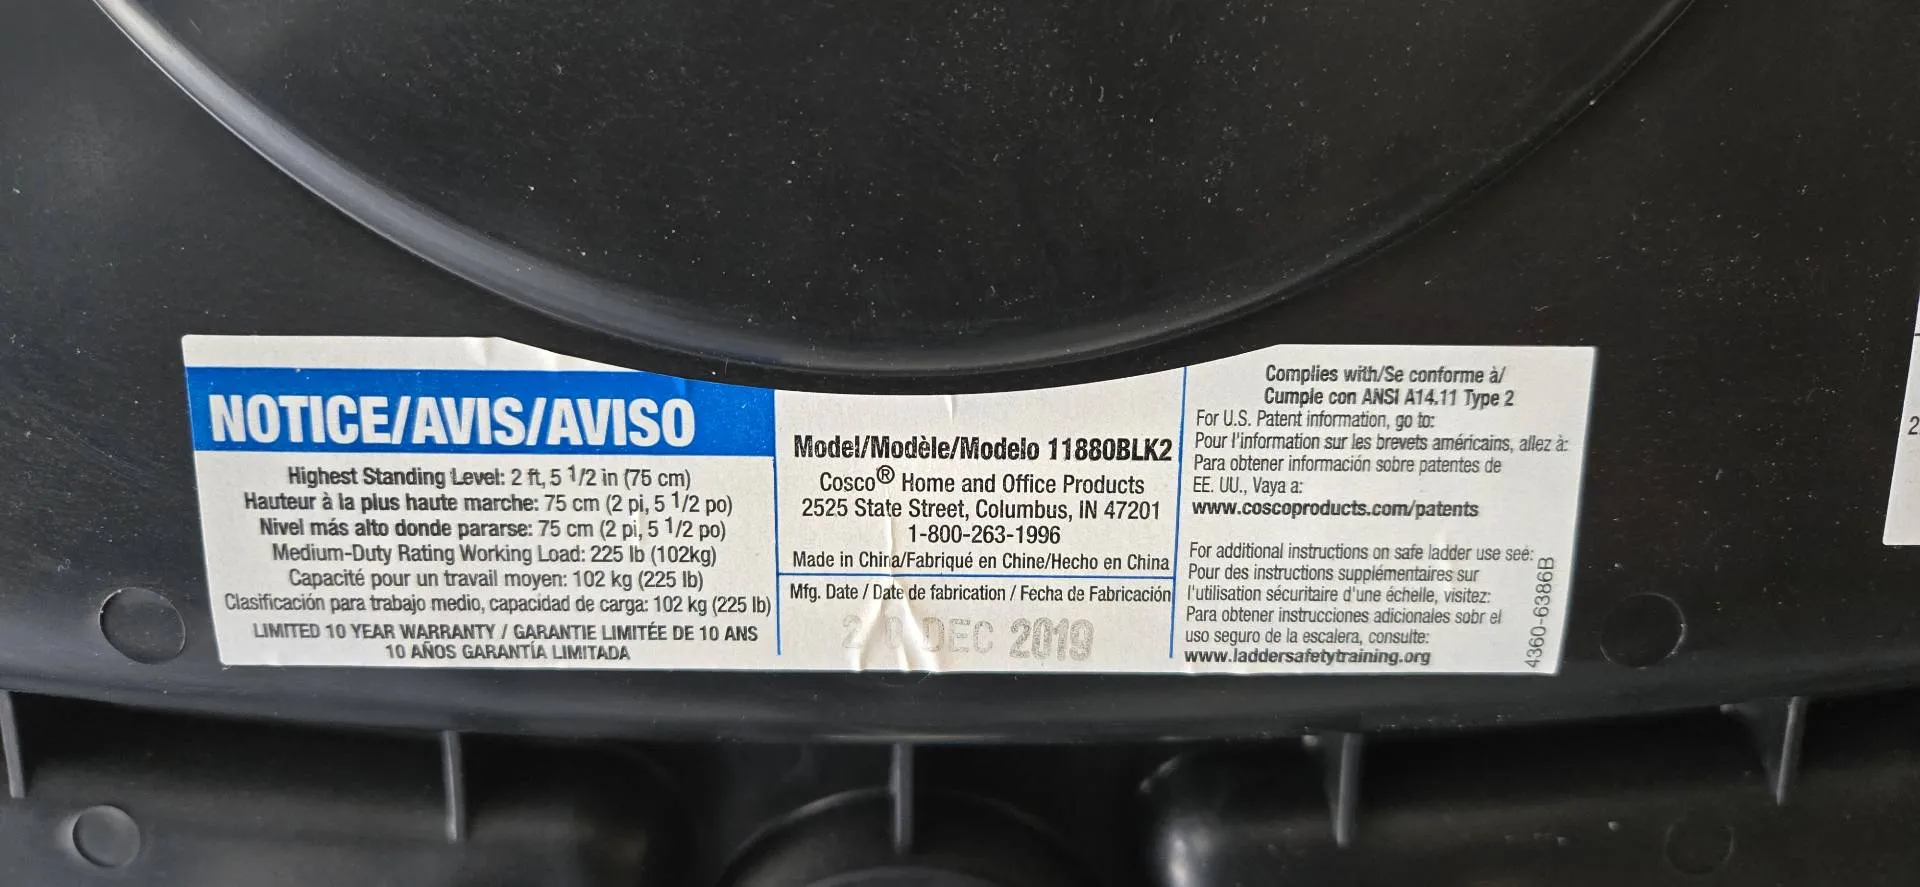 NOTICE/AVIS/AVISO
Highest Standing Level: 2 ft, 5 1/2 in (75 cm)
Hauteur à la plus haute marche: 75 cm (2 pi, 5 1/2 po)
Nivel más alto donde pararse: 75 cm (2 pi, 5 1/2 po)
Medium-Duty Rating Working Load: 225 lb (102kg)
Capacité pour un travail moyen: 102 kg (225 lb)
Clasificación para trabajo medio, capacidad de carga: 102 kg (225 lb)
LIMITED 10 YEAR WARRANTY / GARANTIE LIMITÉE DE 10 ANS
10 AÑOS GARANTÍA LIMITADA
Model/Modèle/Modelo 11880BLK2
Cosco® Home and Office Products
2525 State Street, Columbus, IN 47201
1-800-263-1996
Made in China/Fabriqué en Chine/Hecho en China
Mfg. Date / Date de fabrication / Fecha de Fabricación
DEC 2019
Complies with/Se conforme à/
Cumple con ANSI A14.11 Type 2
For U.S. Patent information, go to:
Pour l'information sur les brevets américains, allez à:
Para obtener información sobre patentes de
EE. UU., Vaya a:
www.coscoproducts.com/patents
For additional instructions on safe ladder use see:
Pour des instructions supplémentaires sur
l'utilisation sécuritaire d'une échelle, visitez:
Para obtener instrucciones adicionales sobr el
uso seguro de la escalera, consulte:
www.laddersafetytraining.org
4360-6386B
2